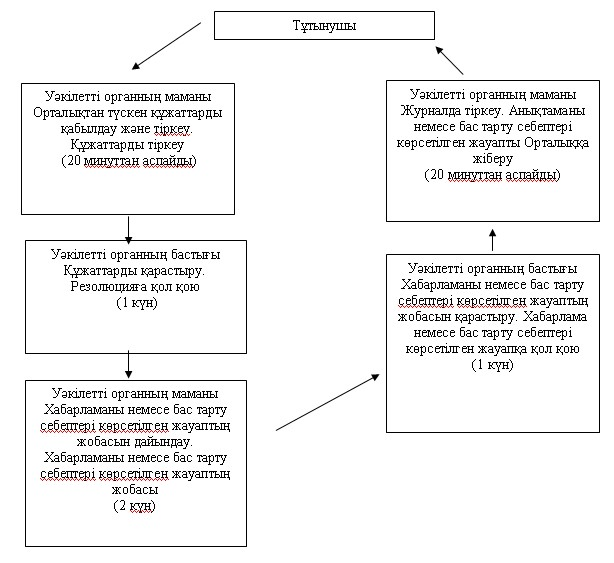 Тұтынушы
Уәкілетті органның маманы
Орталықтан түскен құжаттарды
қабылдау және тіркеу.
Құжаттарды тіркеу
(20 минуттан аспайды)
Уәкілетті органның бастығы
Құжаттарды қарастыру.
Резолюцияға қол қою
(1 күн)
Уәкілетті органның маманы
Хабарламаны немесе бас тарту
себептері көрсетілген жауаптың
жобасын дайындау.
Хабарламаны немесе бас тарту
себептері көрсетілген жауаптың
жобасы
(2 күн)
Уәкілетті органның бастығы
Хабарламаны немесе бас тарту
себептері көрсетілген жауаптың
жобасын қарастыру. Хабарлама
немесе бас тарту себептері
көрсетілген жауапқа қол қою
(1 күн)
Уәкілетті органның маманы
Журналда тіркеу. Анықтаманы
немесе бас тарту себептері
көрсетілген жауапты Орталыққа
жіберу
(20 минуттан аспайды)